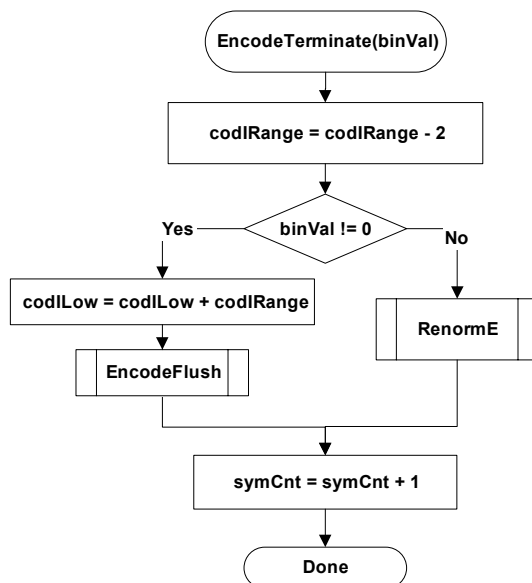 EncodeTerminate(binVal)
codIRange = codIRange - 2
binVal != 0
Yes
No
codILow = codILow + codIRange
RenormE
EncodeFlush
symCnt = symCnt + 1
Done